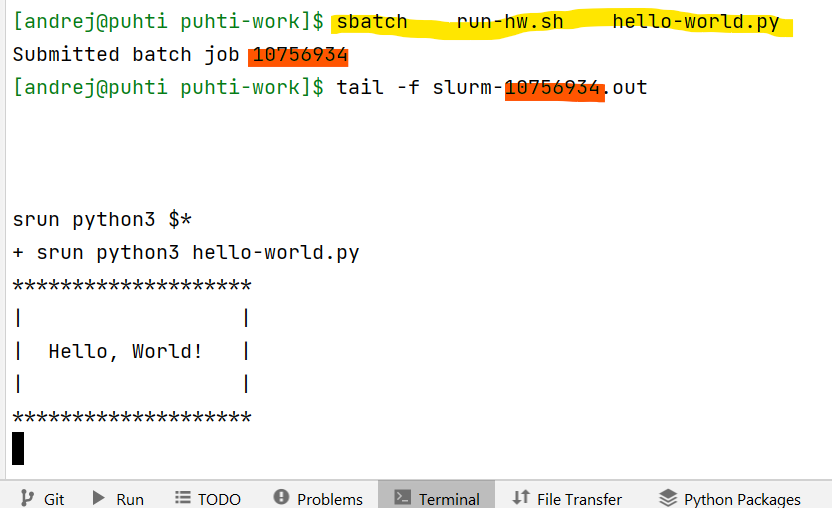 [andrej@puhti puhti-work]$ sbatch    run-hw.sh    hello-world.py
Submitted batch job 10756934
[andrej@puhti puhti-work]$ tail -f slurm-10756934.out
srun python3 $*
+ srun python3 hello-world.py
********************
|                  |
|  Hello, World!   |
|                  |
********************
Git  Run  TODO  Problems  Terminal  File Transfer  Python Packages